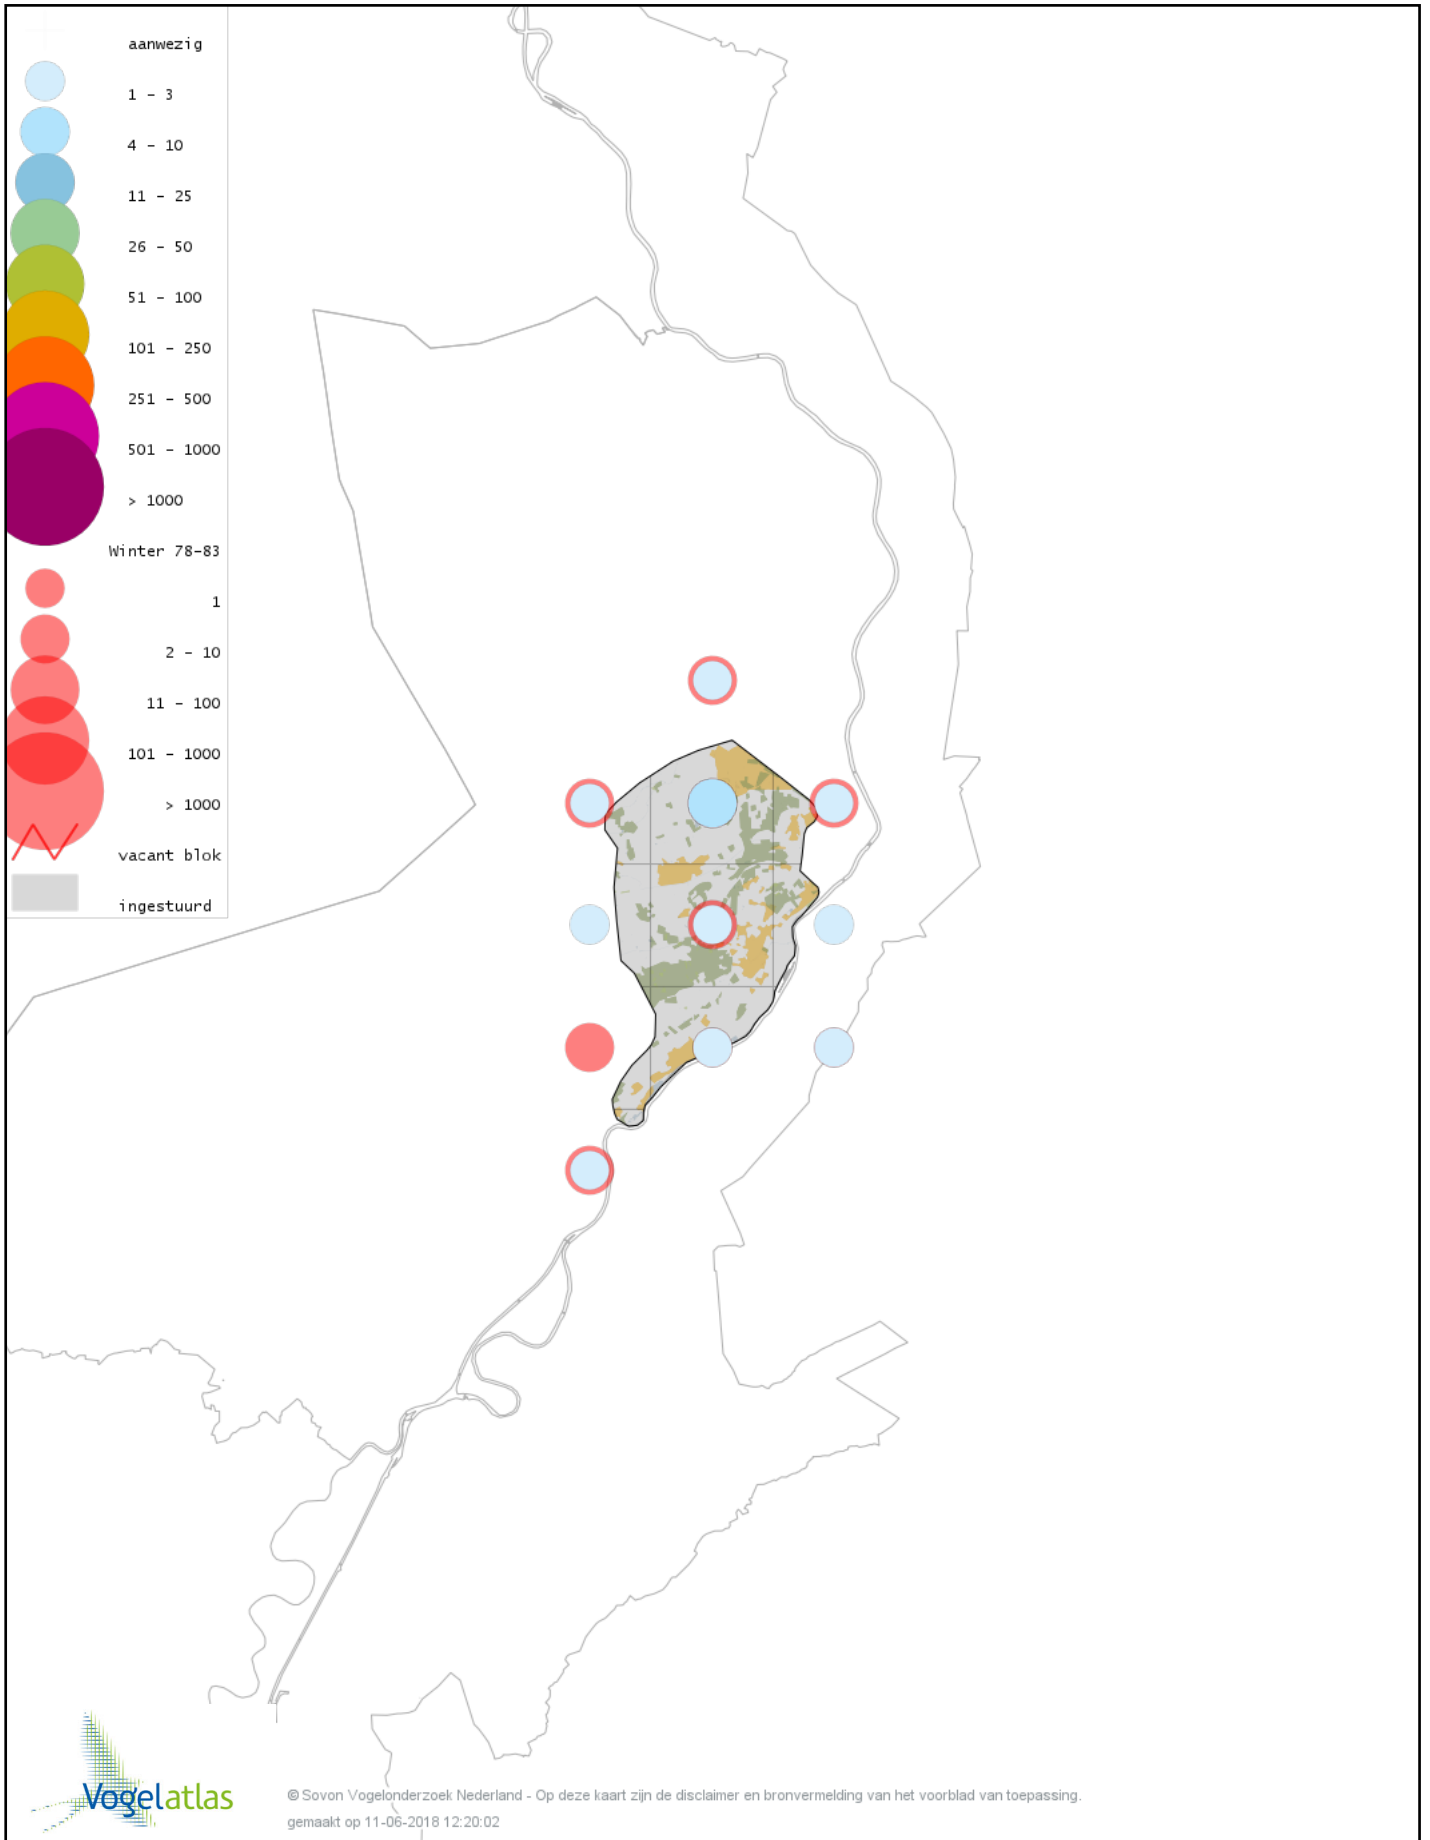 aanwezig
1 - 3
4 - 10
11 - 25
26 - 50
51 - 100
101 - 250
251 - 500
501 - 1000
> 1000
Winter 78-83
1
2 - 10
11 - 100
101 - 1000
> 1000
vacant blok
ingestuurd
Vogelatlas
© Sovon Vogelonderzoek Nederland - Op deze kaart zijn de disclaimer en bronvermelding van het voorblad van toepassing.
gemaakt op 11-06-2018 12:20:02